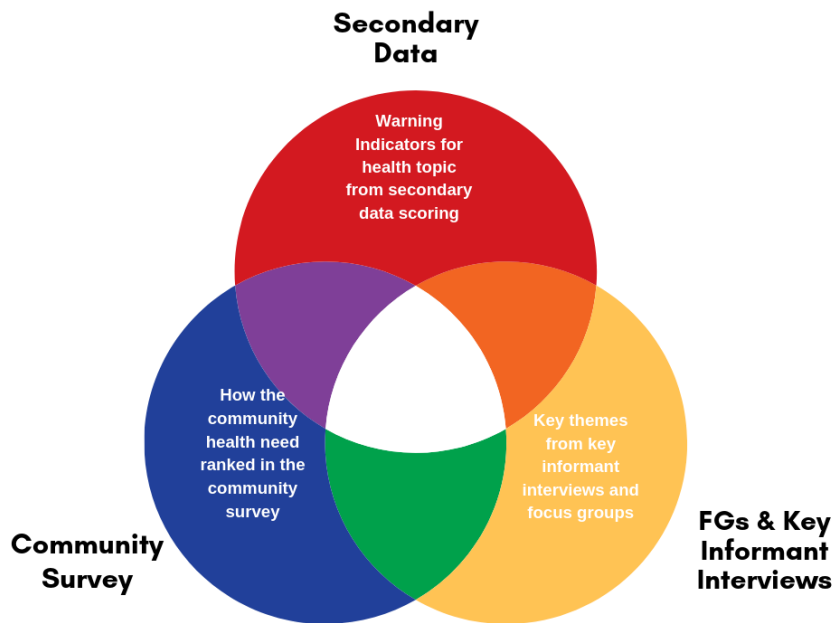 Secondary
Data
Warning
Indicators for
health topic
from secondary
data scoring
How the
community
health need
ranked in the
community
survey
Key themes
from key
informant
interviews and
focus groups
Community
Survey
FGs & Key
Informant
Interviews